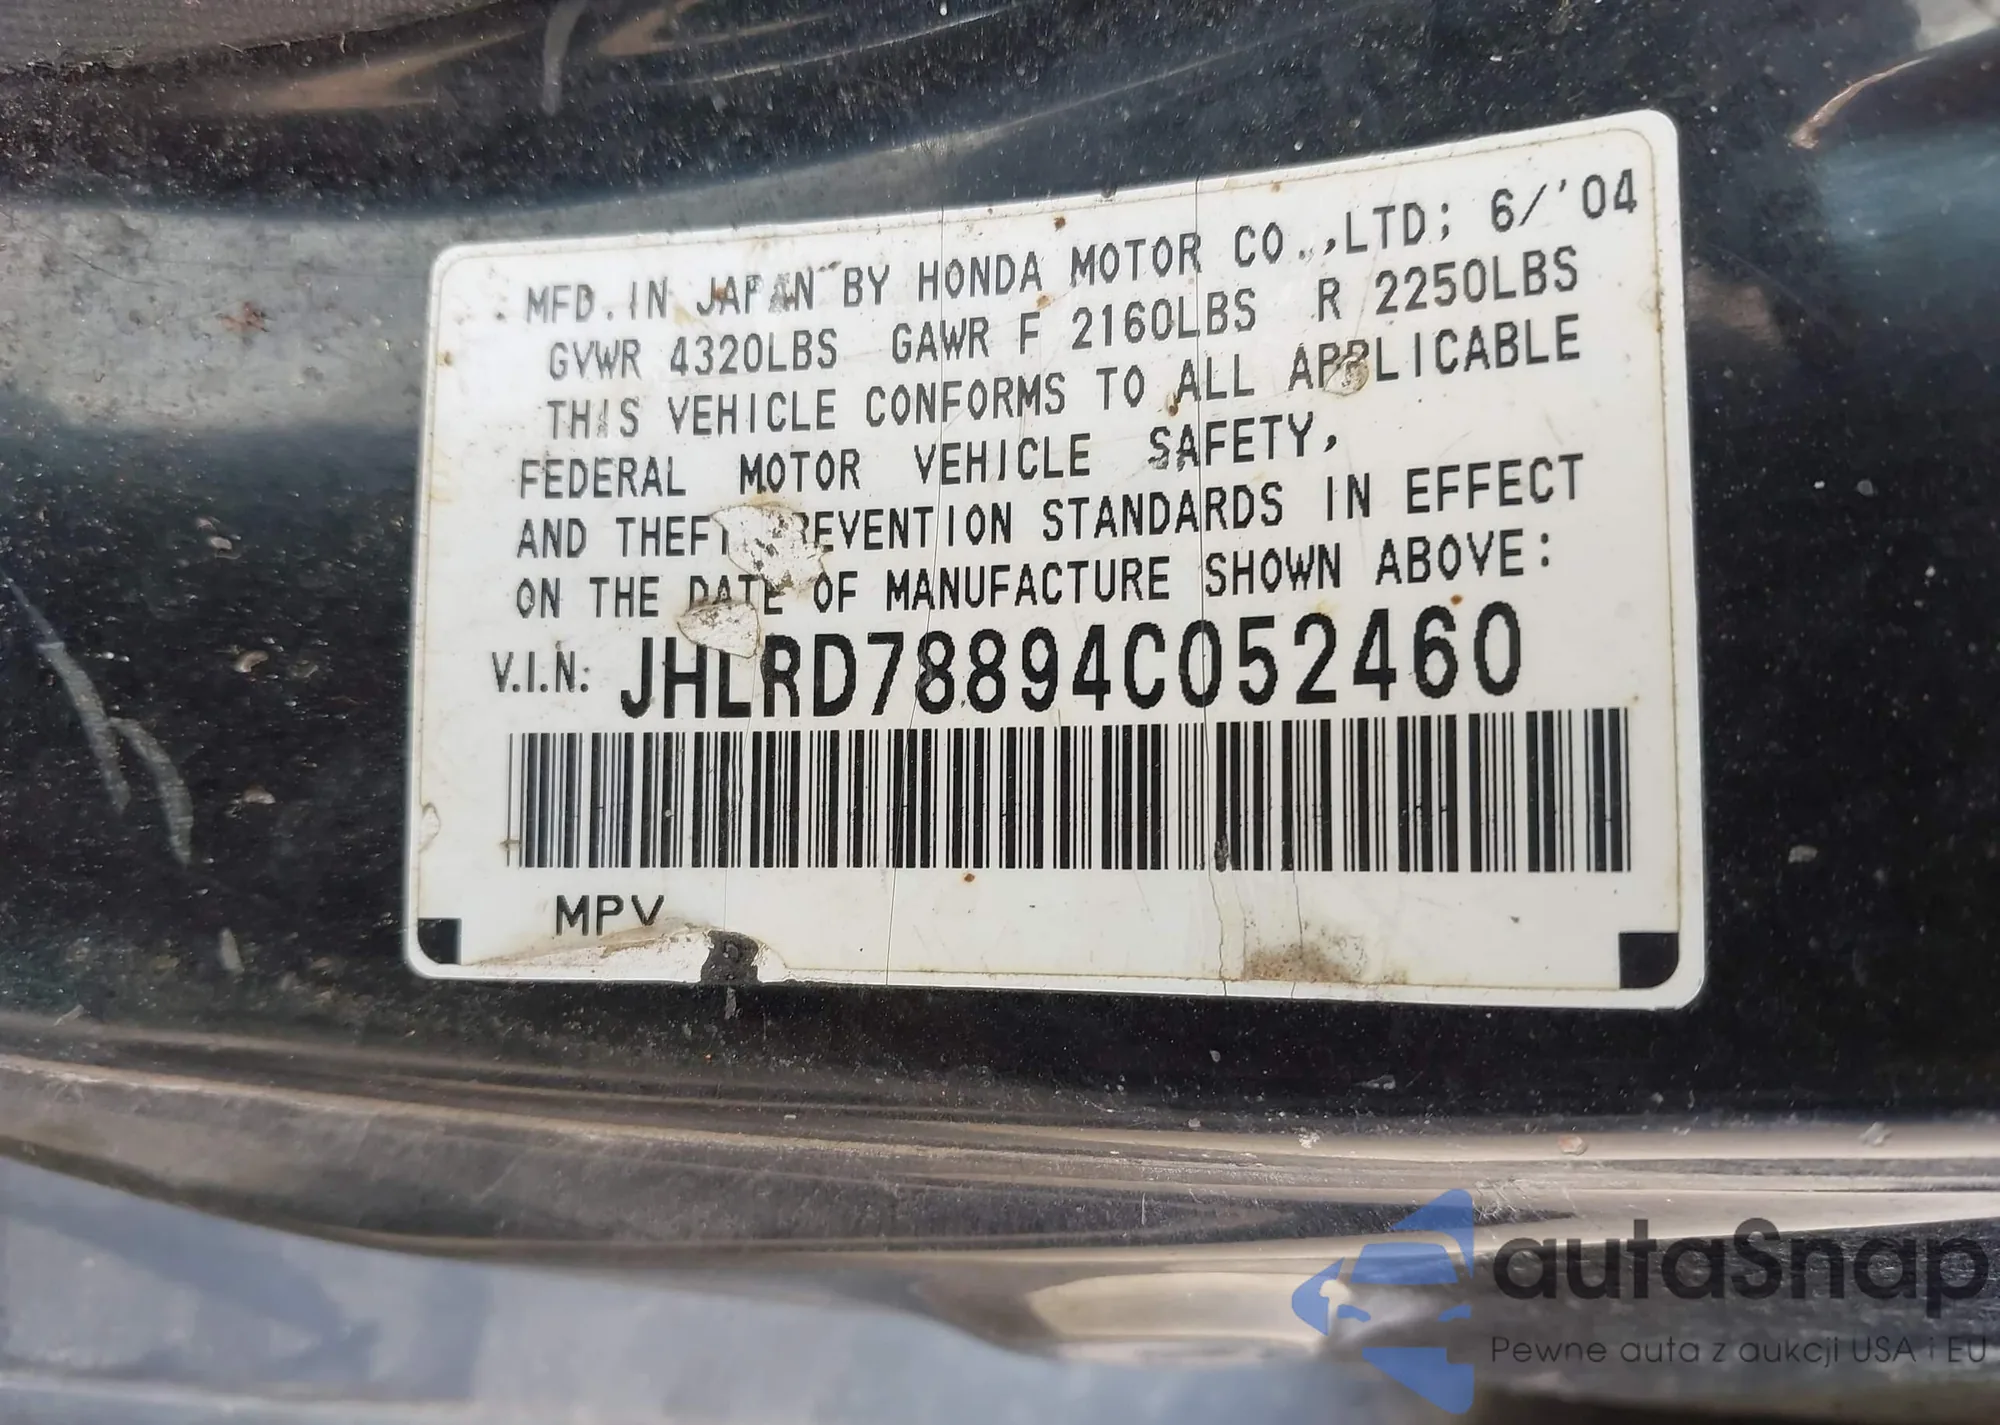 MFD. IN JAPAN BY HONDA MOTOR CO.,LTD; 6/'04
GVWR 4320LBS GAWR F 2160LBS R 2250LBS
THIS VEHICLE CONFORMS TO ALL APPLICABLE
FEDERAL MOTOR VEHICLE SAFETY,
AND THEFT PREVENTION STANDARDS IN EFFECT
ON THE DATE OF MANUFACTURE SHOWN ABOVE:
V.I.N: JHLRD78894C052460
MPV
autaSnap
Pewne auta z aukcji USA i EU